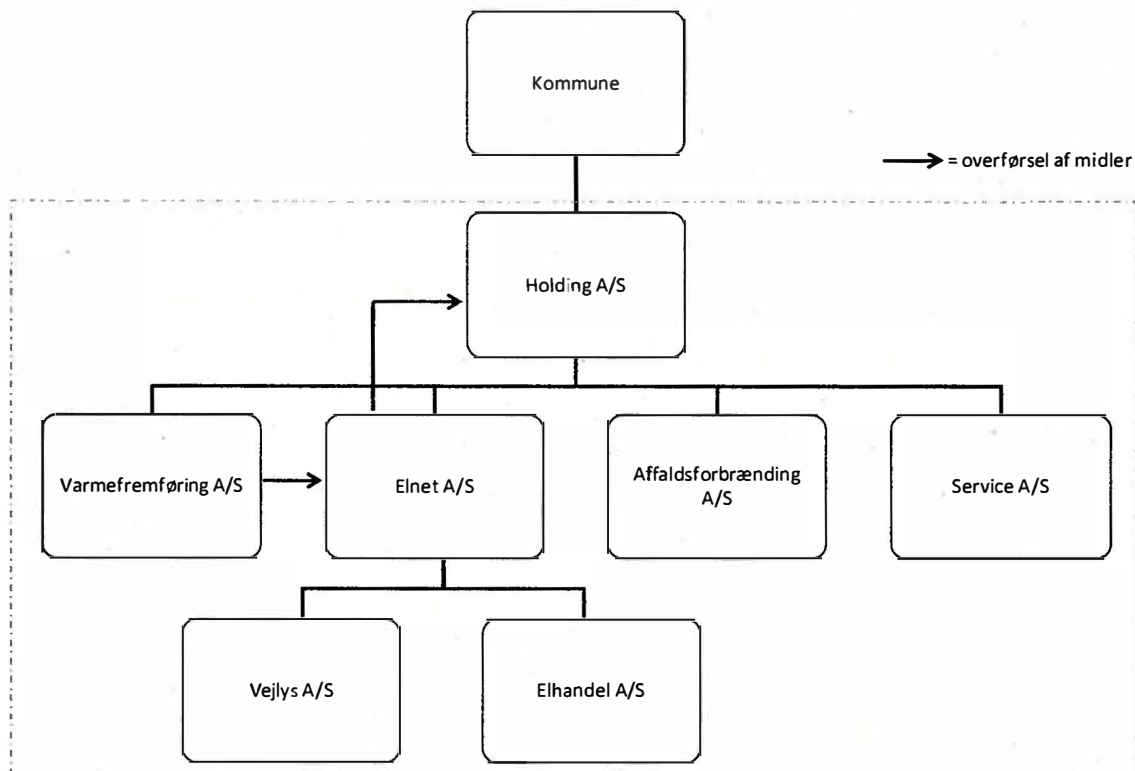 Kommune
= overførsel af midler
Holding A/S
Varmefremføring A/S
Elnet A/S
Affaldsforbrænding
A/S
Service A/S
Vejlys A/S
Elhandel A/S